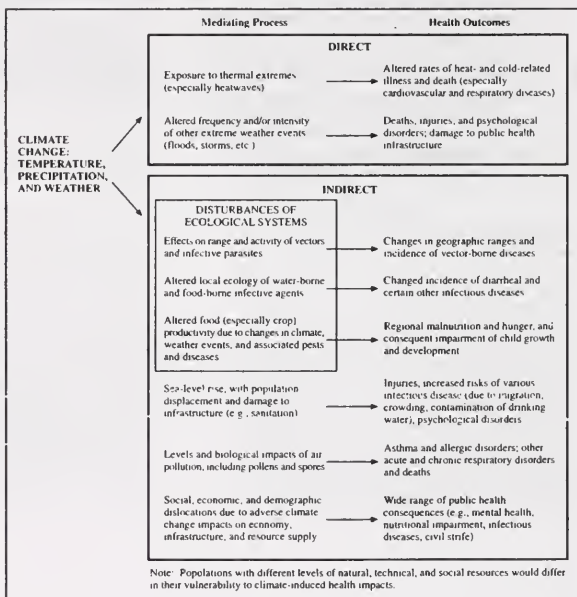 Mediating Process Health Outcomes
DIRECT
Exposure to thermal extremes
(especially heatwaves)
Altered rates of heat- and cold-related
illness and death (especially
cardiovascular and respiratory diseases)
Altered frequency and/or intensity
of other extreme weather events
(floods, storms, etc )
Deaths, injuries, and psychological
disorders; damage to public health
infrastructure
CLIMATE
CHANGE:
TEMPERATURE,
PRECIPITATION,
AND WEATHER
INDIRECT
DISTURBANCES OF
ECOLOGICAL SYSTEMS
Effects on range and activity of vectors
and infective parasites
Changes in geographic ranges and
incidence of vector-borne diseases
Altered local ecology of water-borne
and food-borne infective agents
Changed incidence of diarrheal and
certain other infectious diseases
Altered food (especially crop)
productivity due to changes in climate,
weather events, and associated pests
and diseases
Regional malnutrition and hunger, and
consequent impairment of child growth
and development
Sea-level rise, with population
displacement and damage to
infrastructure (e.g , sanitation)
Injuries, increased risks of various
infectious disease (due to migration,
crowding, contamination of drinking
water), psychological disorders
Levels and biological impacts of air
pollution, including pollens and spores
Asthma and allergic disorders; other
acute and chronic respiratory disorders
and deaths
Social, economic, and demographic
dislocations due to adverse climate
change impacts on economy,
infrastructure, and resource supply
Wide range of public health
consequences (e.g., mental health,
nutritional impairment, infectious
diseases, civil strife)
Note: Populations with different levels of natural, technical, and social resources would differ
in their vulnerability to climate-induced health impacts.